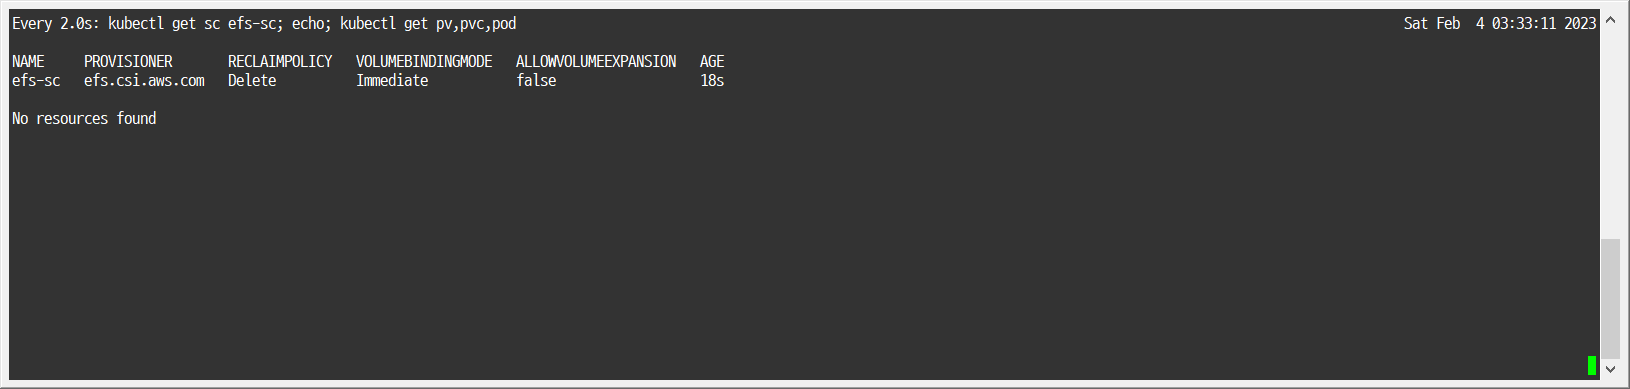 Every 2.0s: kubectl get sc efs-sc; echo; kubectl get pv,pvc,pod Sat Feb  4 03:33:11 2023
NAME     PROVISIONER       RECLAIMPOLICY   VOLUMEBINDINGMODE   ALLOWVOLUMEEXPANSION   AGE
efs-sc   efs.csi.aws.com   Delete          Immediate           false                  18s
No resources found